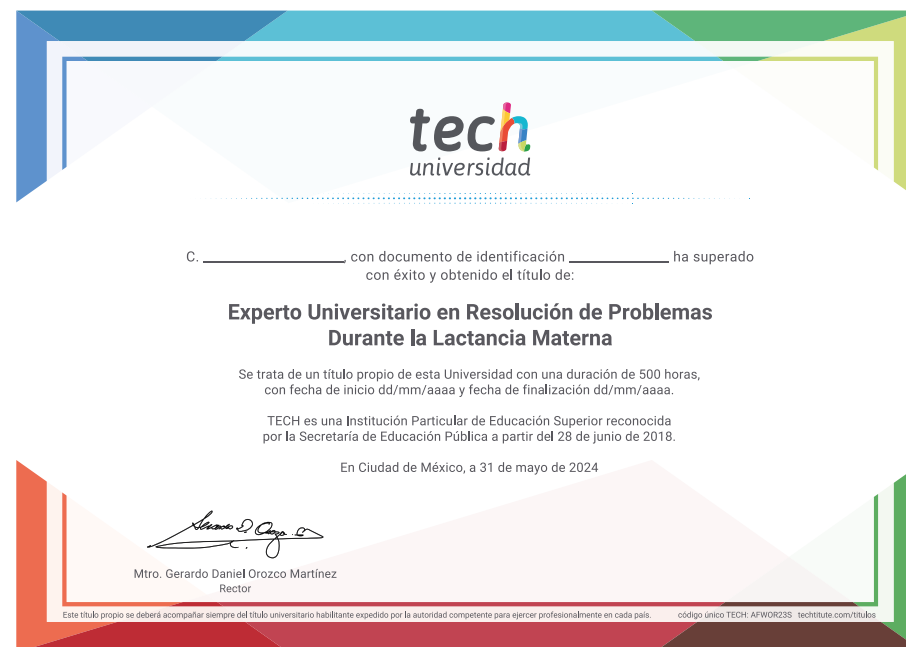 tech
universidad
C. ____________, con documento de identificación ____________ ha superado
con éxito y obtenido el título de:
Experto Universitario en Resolución de Problemas
Durante la Lactancia Materna
Se trata de un título propio de esta Universidad con una duración de 500 horas,
con fecha de inicio dd/mm/aaaa y fecha de finalización dd/mm/aaaa.
TECH es una Institución Particular de Educación Superior reconocida
por la Secretaría de Educación Pública a partir del 28 de junio de 2018.
En Ciudad de México, a 31 de mayo de 2024
Mtro. Gerardo Daniel Orozco Martínez
Rector
Este título propio se deberá acompañar siempre del título universitario habilitante expedido por la autoridad competente para ejercer profesionalmente en cada país. código único TECH: AFWOR23S techtitute.com/titulos